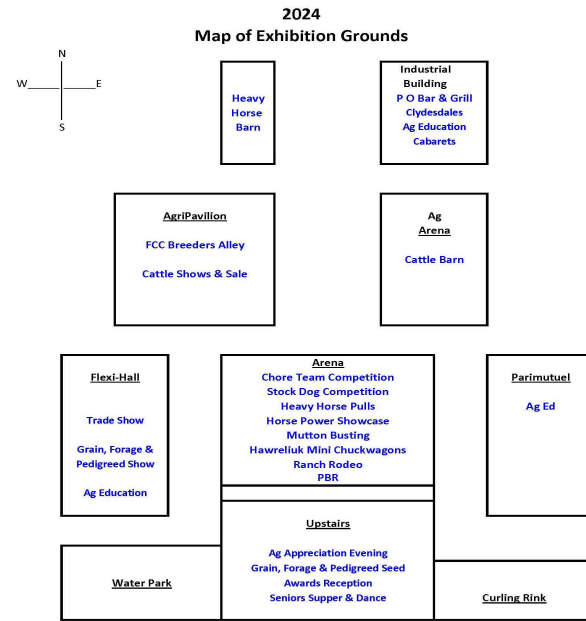 2024
Map of Exhibition Grounds
N
W
E
S
Heavy
Horse
Barn
Industrial
Building
P O Bar & Grill
Clydesdales
Ag Education
Cabarets
AgriPavilion
FCC Breeders Alley
Cattle Shows & Sale
Ag
Arena
Cattle Barn
Flexi-Hall
Trade Show
Grain, Forage &
Pedigreed Show
Ag Education
Arena
Chore Team Competition
Stock Dog Competition
Heavy Horse Pulls
Horse Power Showcase
Mutton Busting
Hawreliuk Mini Chuckwagons
Ranch Rodeo
PBR
Parimutuel
Ag Ed
Upstairs
Ag Appreciation Evening
Grain, Forage & Pedigreed Seed
Awards Reception
Seniors Supper & Dance
Water Park
Curling Rink